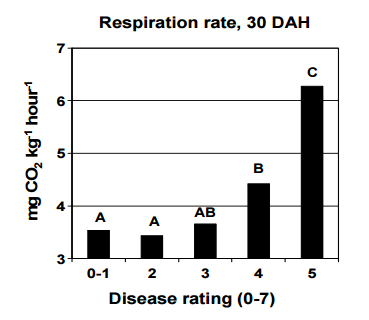 Respiration rate, 30 DAH
mg CO₂ kg⁻¹ hour⁻¹
7
6
5
4
3
A
A
AB
B
C
0-1 2 3 4 5
Disease rating (0-7)